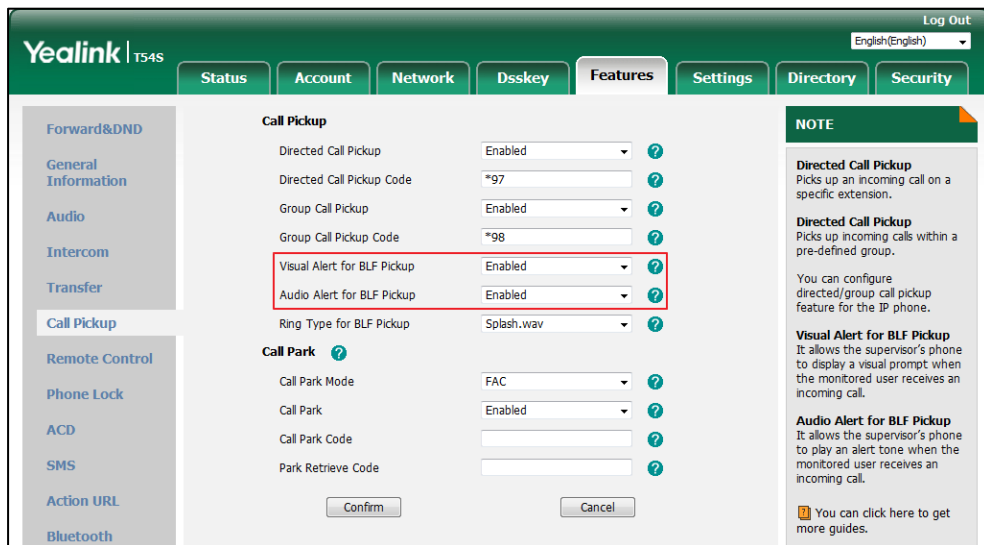 Log Out
Yealink T54S
English(English)
Status Account Network Dsskey Features Settings Directory Security
Forward&DND
General
Information
Audio
Intercom
Transfer
Call Pickup
Remote Control
Phone Lock
ACD
SMS
Action URL
Bluetooth
Call Pickup
Directed Call Pickup Enabled ?
Directed Call Pickup Code *97 ?
Group Call Pickup Enabled ?
Group Call Pickup Code *98 ?
Visual Alert for BLF Pickup Enabled ?
Audio Alert for BLF Pickup Enabled ?
Ring Type for BLF Pickup Splash.wav ?
Call Park ?
Call Park Mode FAC ?
Call Park Enabled ?
Call Park Code ?
Park Retrieve Code ?
Confirm Cancel
NOTE
Directed Call Pickup
Picks up an incoming call on a
specific extension.
Directed Call Pickup
Picks up incoming calls within a
pre-defined group.
You can configure
directed/group call pickup
feature for the IP phone.
Visual Alert for BLF Pickup
It allows the supervisor's phone
to display a visual prompt when
the monitored user receives an
incoming call.
Audio Alert for BLF Pickup
It allows the supervisor's phone
to play an alert tone when the
monitored user receives an
incoming call.
? You can click here to get
more guides.